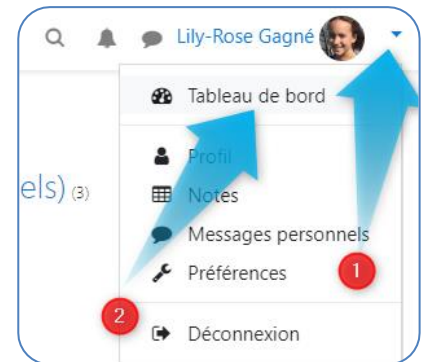 Lily-Rose Gagné
Tableau de bord
els) (3)
Profil
Notes
Messages personnels
Préférences
1
2
Déconnexion